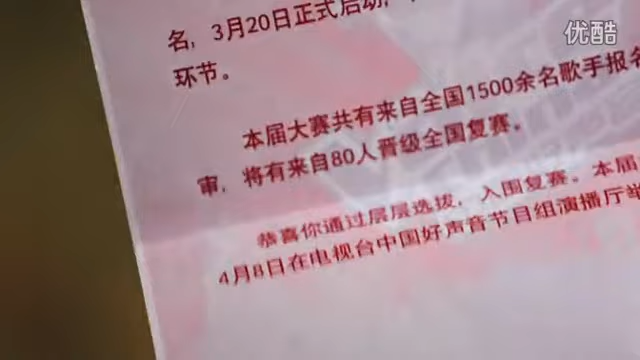 优酷
名，3月20日正式启动，
环节。
本届大赛共有来自全国1500余名歌手报名
审，将有来自80人晋级全国复赛。
恭喜你通过层层选拔，入围复赛。本届
4月8日在电视台中国好声音节目组演播厅举